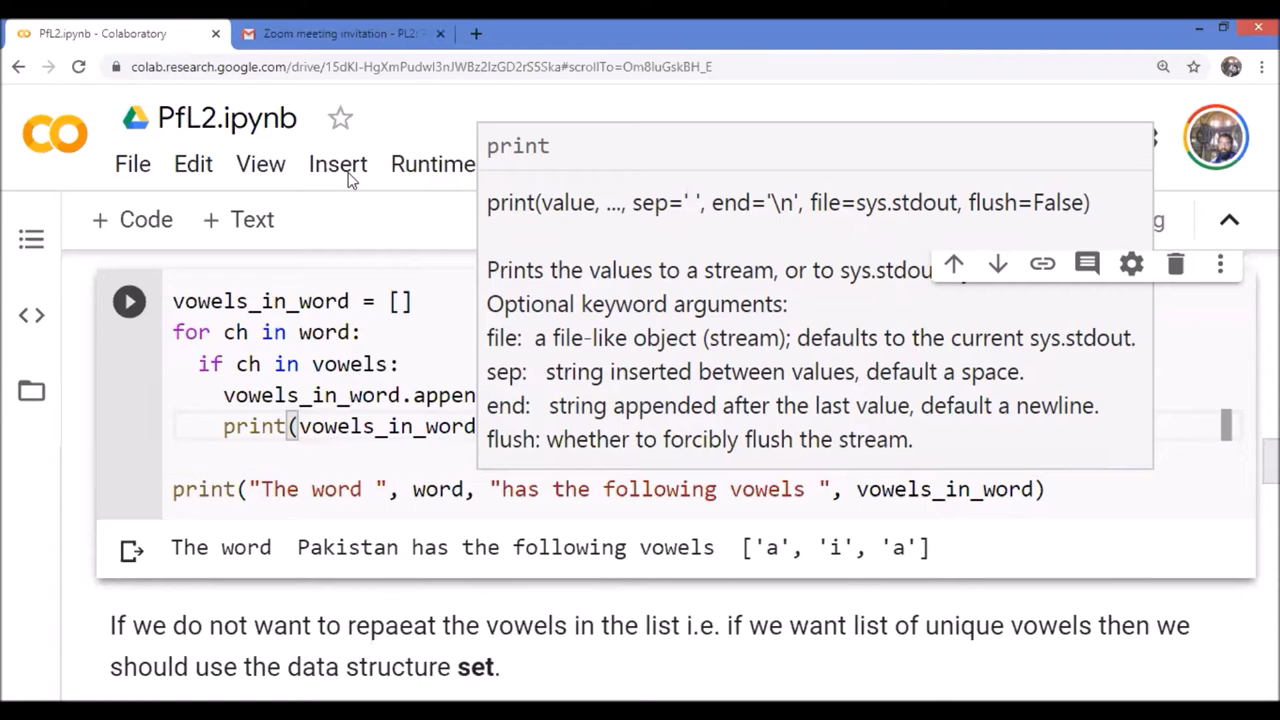 PfL2.ipynb - Colaboratory
Zoom meeting invitation - PL2:
colab.research.google.com/drive/15dKI-HgXmPudwI3nJWBz2IzGD2rS5Ska#scrollTo=Om8IuGskBH_E
PfL2.ipynb
File Edit View Insert Runtime
+ Code + Text
print
print(value, ..., sep=' ', end='\n', file=sys.stdout, flush=False)
Prints the values to a stream, or to sys.stdou
Optional keyword arguments:
file: a file-like object (stream); defaults to the current sys.stdout.
sep: string inserted between values, default a space.
end: string appended after the last value, default a newline.
flush: whether to forcibly flush the stream.
vowels_in_word = []
for ch in word:
if ch in vowels:
vowels_in_word.appen
print(vowels_in_word
print("The word ", word, "has the following vowels ", vowels_in_word)
The word  Pakistan has the following vowels  ['a', 'i', 'a']
If we do not want to repaeat the vowels in the list i.e. if we want list of unique vowels then we
should use the data structure set.